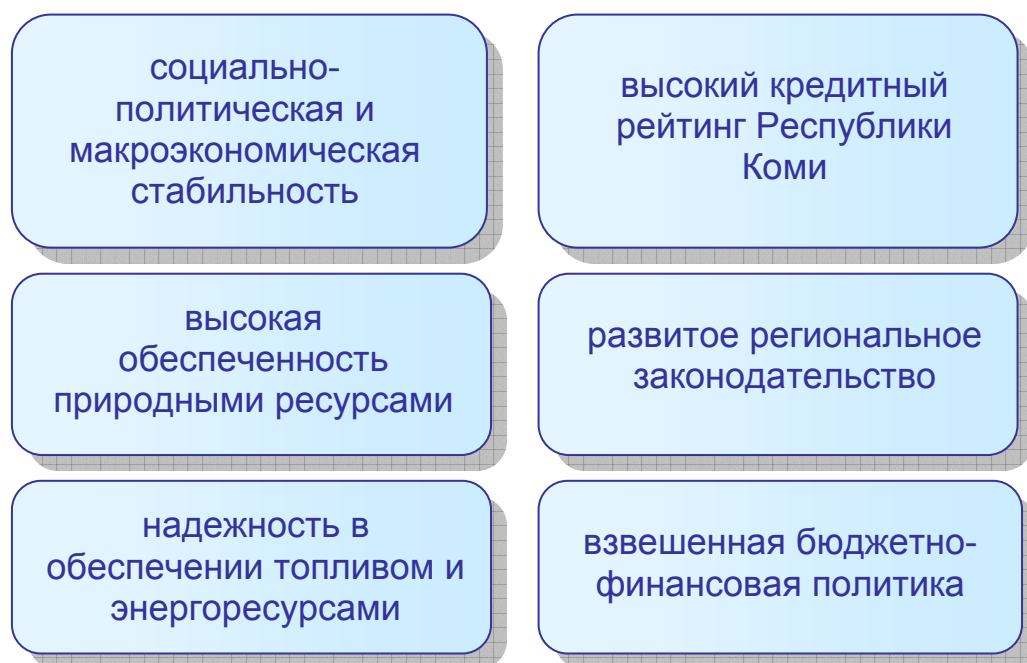 социально-
политическая и
макроэкономическая
стабильность
высокий кредитный
рейтинг Республики
Коми
высокая
обеспеченность
природными ресурсами
развитое региональное
законодательство
надежность в
обеспечении топливом и
энергоресурсами
взвешенная бюджетно-
финансовая политика